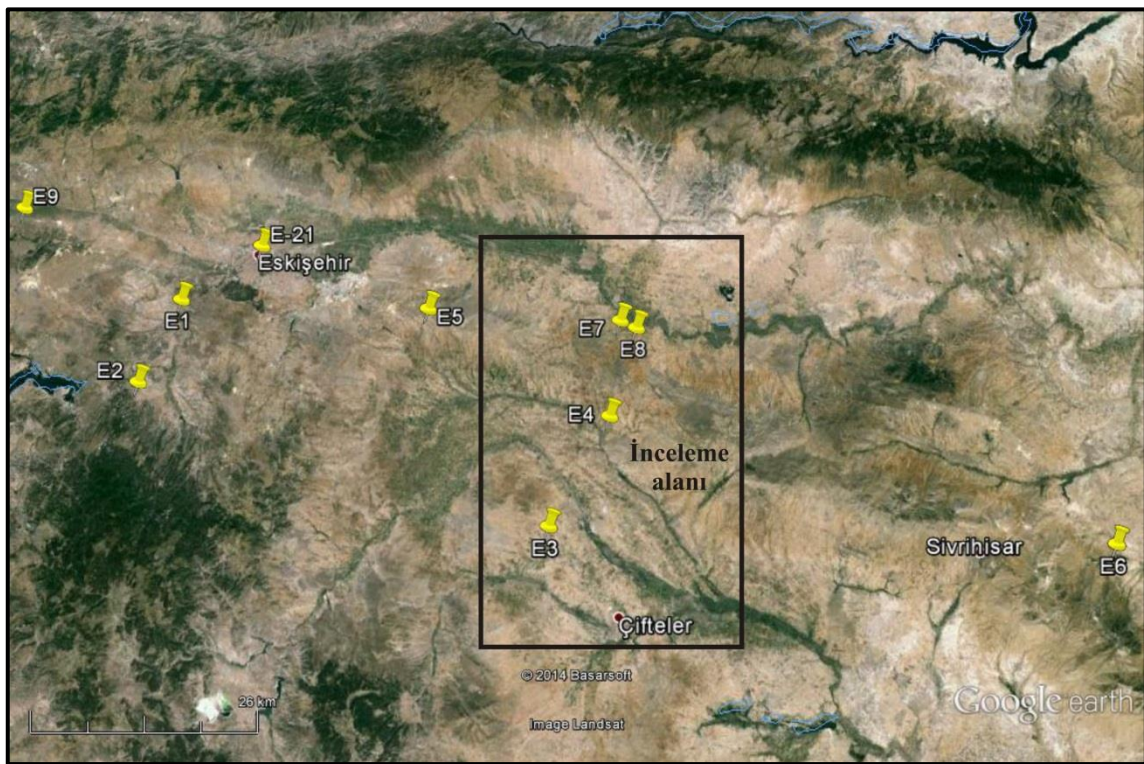 E9
E-21
Eskişehir
E1
E5
E7
E8
E2
E4
İnceleme
alanı
E3
Sivrihisar
E6
Çifteler
© 2014 Basarsoft
26 km
Google earth
Image Landsat